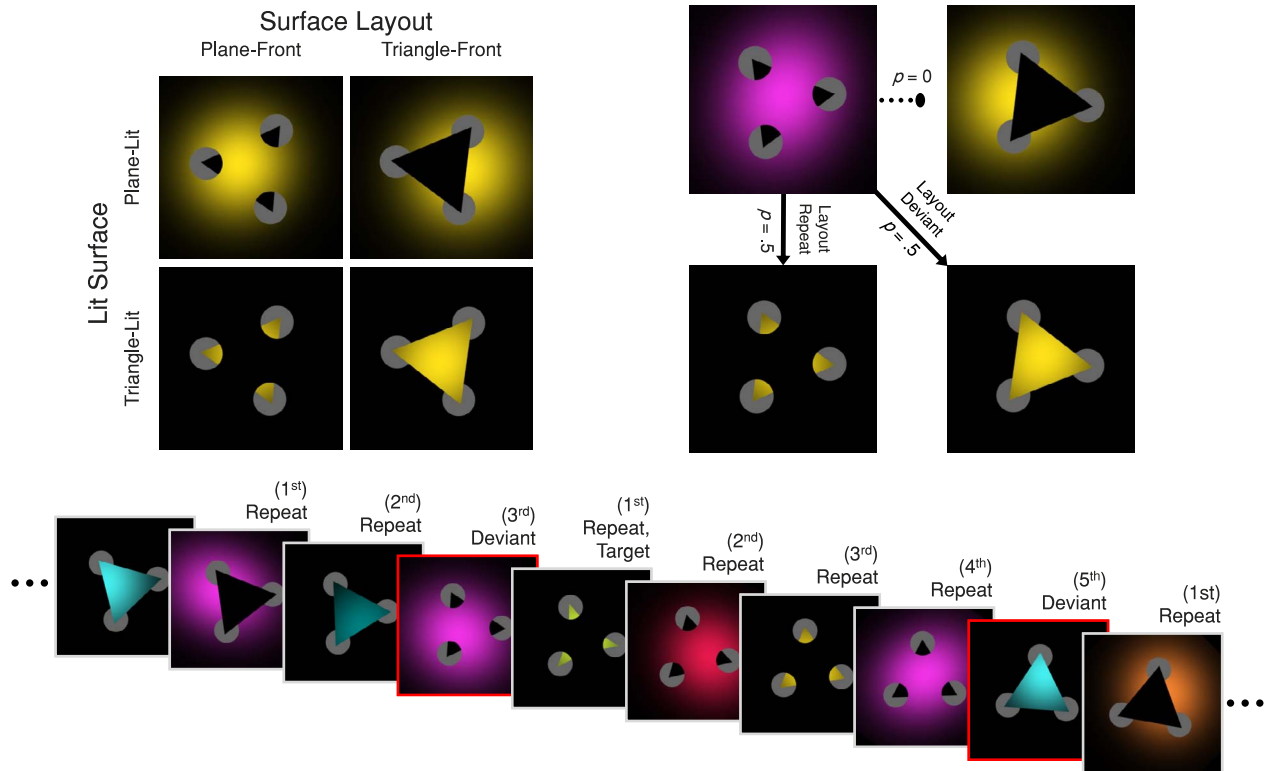 Surface Layout
Plane-Front
Triangle-Front
Lit Surface
Plane-Lit
Triangle-Lit
p = 0
Layout
Repeat
p = .5
Layout
Deviant
p = .5
(1st)
Repeat
(2nd)
Repeat
(3rd)
Deviant
(1st)
Repeat,
Target
(2nd)
Repeat
(3rd)
Repeat
(4th)
Repeat
(5th)
Deviant
(1st)
Repeat